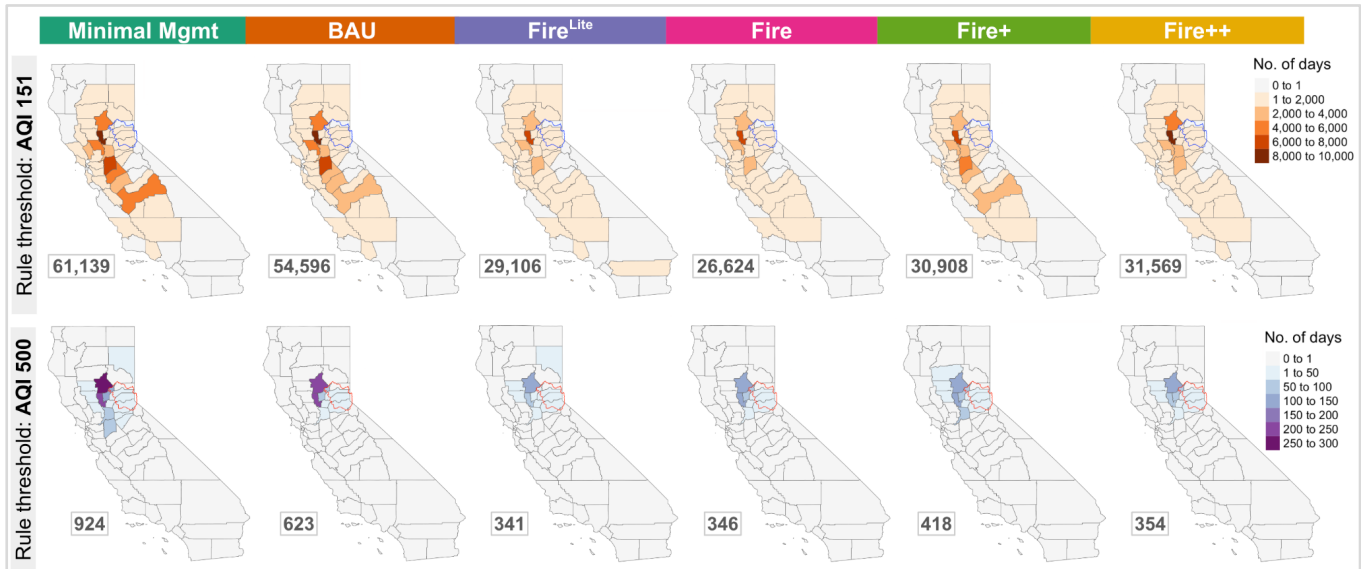 Minimal Mgmt BAU Fire^Lite Fire Fire+ Fire++
Rule threshold: AQI 151
No. of days
0 to 1
1 to 2,000
2,000 to 4,000
4,000 to 6,000
6,000 to 8,000
8,000 to 10,000
61,139 54,596 29,106 26,624 30,908 31,569
Rule threshold: AQI 500
No. of days
0 to 1
1 to 50
50 to 100
100 to 150
150 to 200
200 to 250
250 to 300
924 623 341 346 418 354